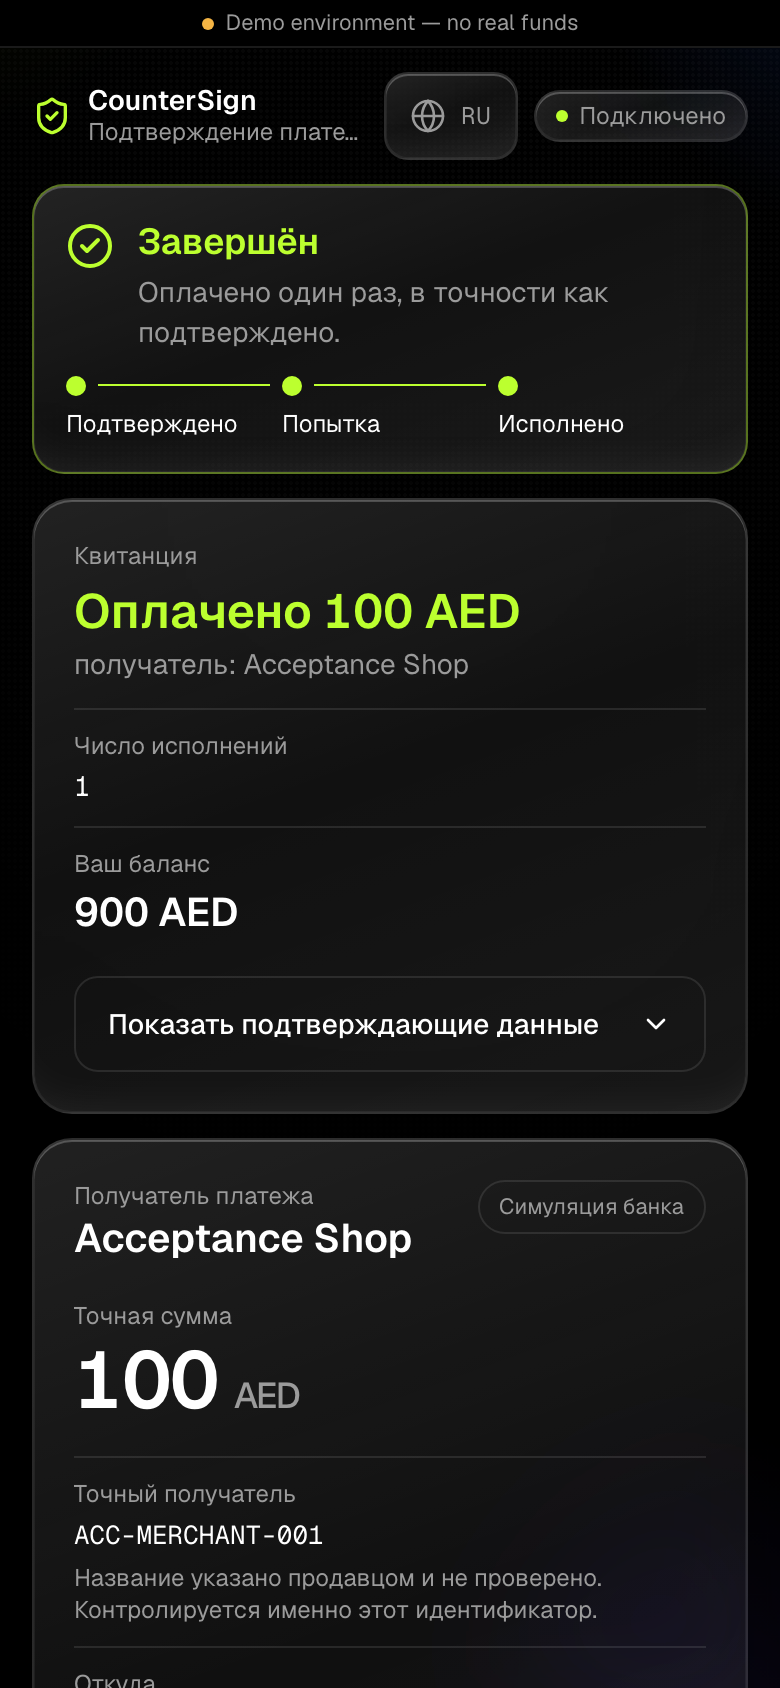 Demo environment — no real funds
CounterSign
Подтверждение плате…
RU
Подключено
Завершён
Оплачено один раз, в точности как
подтверждено.
Подтверждено
Попытка
Исполнено
Квитанция
Оплачено 100 AED
получатель: Acceptance Shop
Число исполнений
1
Ваш баланс
900 AED
Показать подтверждающие данные
Получатель платежа
Симуляция банка
Acceptance Shop
Точная сумма
100 AED
Точный получатель
ACC-MERCHANT-001
Название указано продавцом и не проверено.
Контролируется именно этот идентификатор.
Откуда